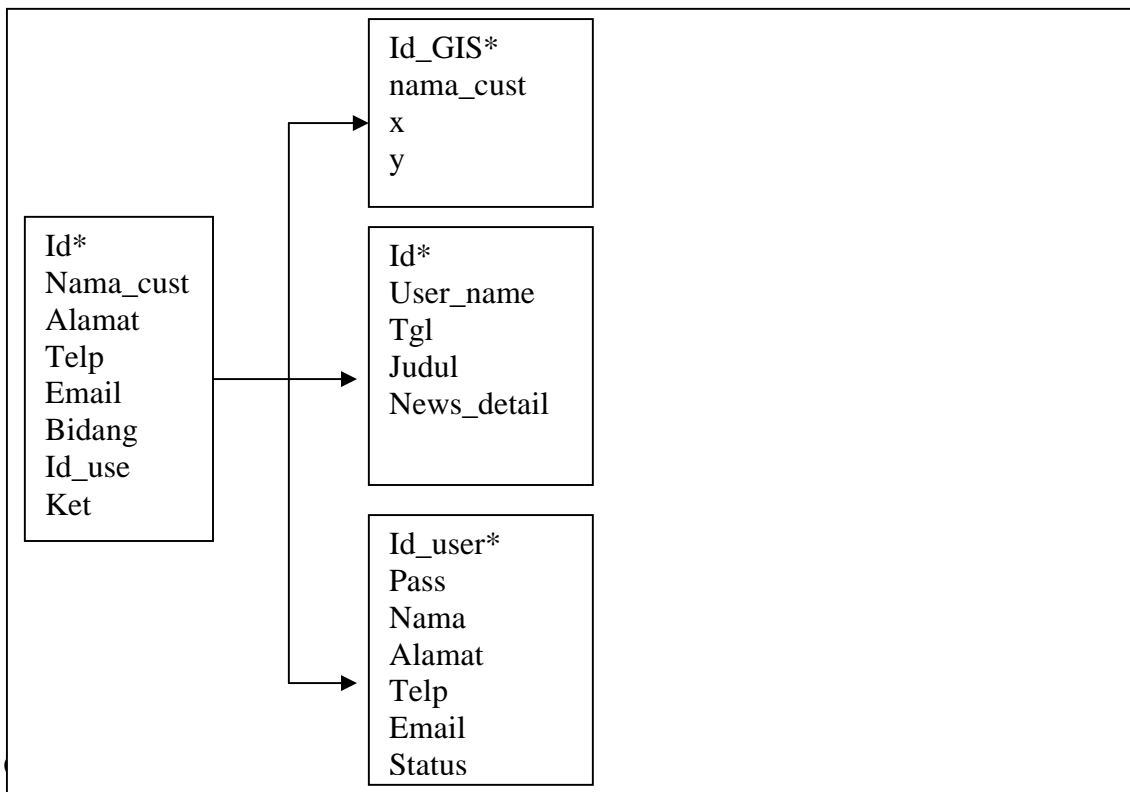 Id_GIS*
nama_cust
x
y
Id*
Nama_cust
Alamat
Telp
Email
Bidang
Id_use
Ket
Id*
User_name
Tgl
Judul
News_detail
Id_user*
Pass
Nama
Alamat
Telp
Email
Status